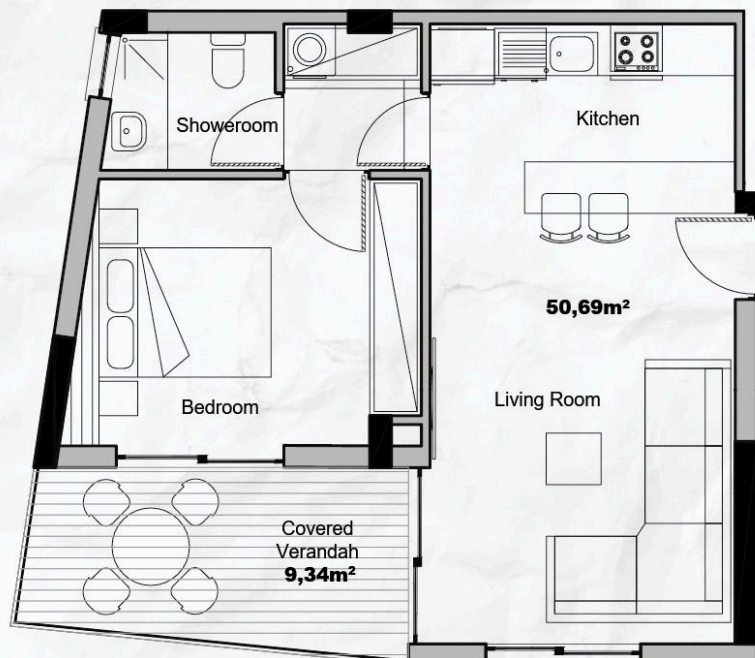 Showeroom
Kitchen
50,69m²
Living Room
Bedroom
Covered
Verandah
9,34m²